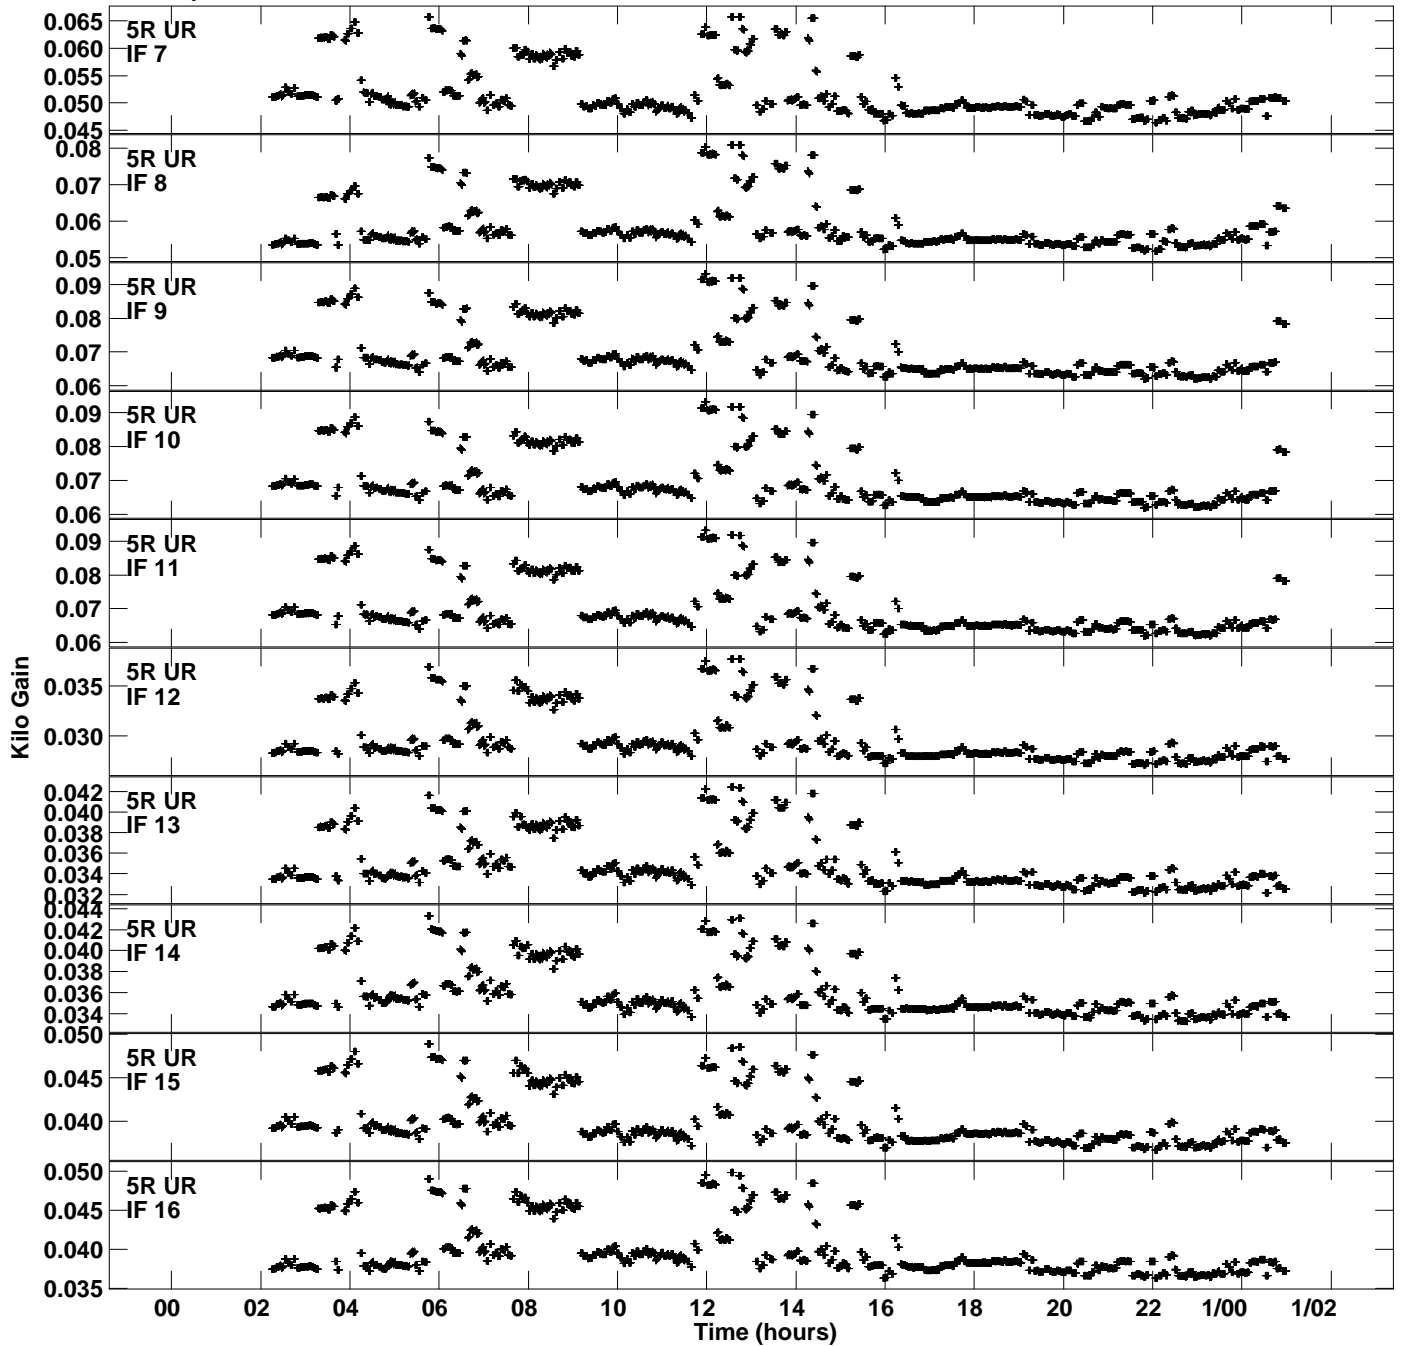 0.065
5R UR
0.060
IF 7
0.055
0.050
0.045
0.08
5R UR
IF 8
0.07
0.06
0.05
0.09
5R UR
IF 9
0.08
0.07
0.06
0.09
5R UR
IF 10
0.08
0.07
0.06
0.09
5R UR
IF 11
0.08
0.07
0.06
Kilo Gain
5R UR
0.035
IF 12
0.030
0.042
5R UR
0.040
IF 13
0.038
0.036
0.034
0.032
0.044
5R UR
0.042
IF 14
0.040
0.038
0.036
0.034
0.050
5R UR
0.045
IF 15
0.040
0.050
5R UR
IF 16
0.045
0.040
0.035
00 02 04 06 08 10 12 14 16 18 20 22 1/00 1/02
Time (hours)